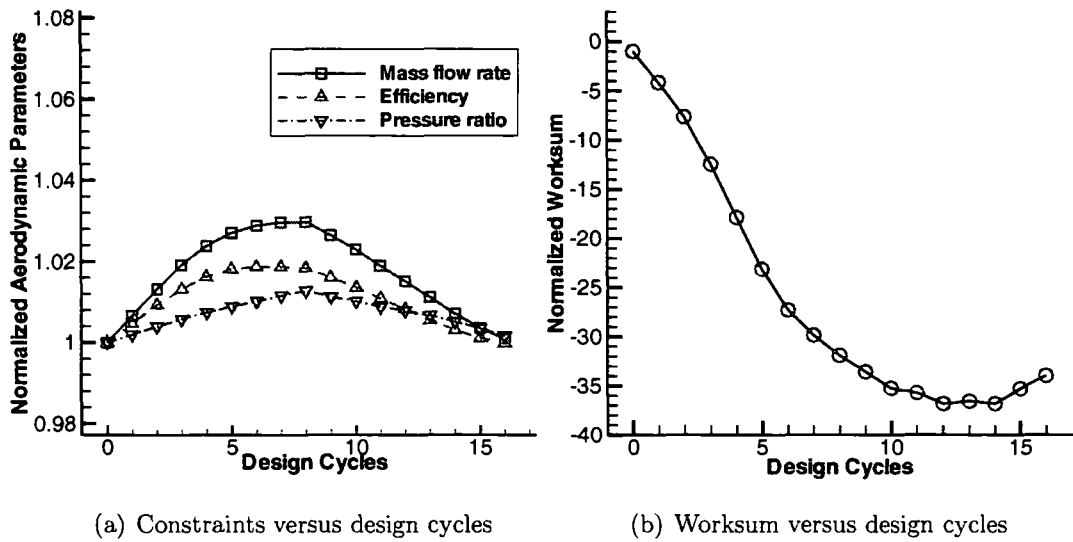 1.08
1.06
1.04
1.02
1
0.98
Normalized Aerodynamic Parameters
Mass flow rate
Efficiency
Pressure ratio
0
5
10
15
Design Cycles
(a) Constraints versus design cycles
0
-5
-10
-15
-20
-25
-30
-35
-40
Normalized Worksum
0
5
10
15
Design Cycles
(b) Worksum versus design cycles